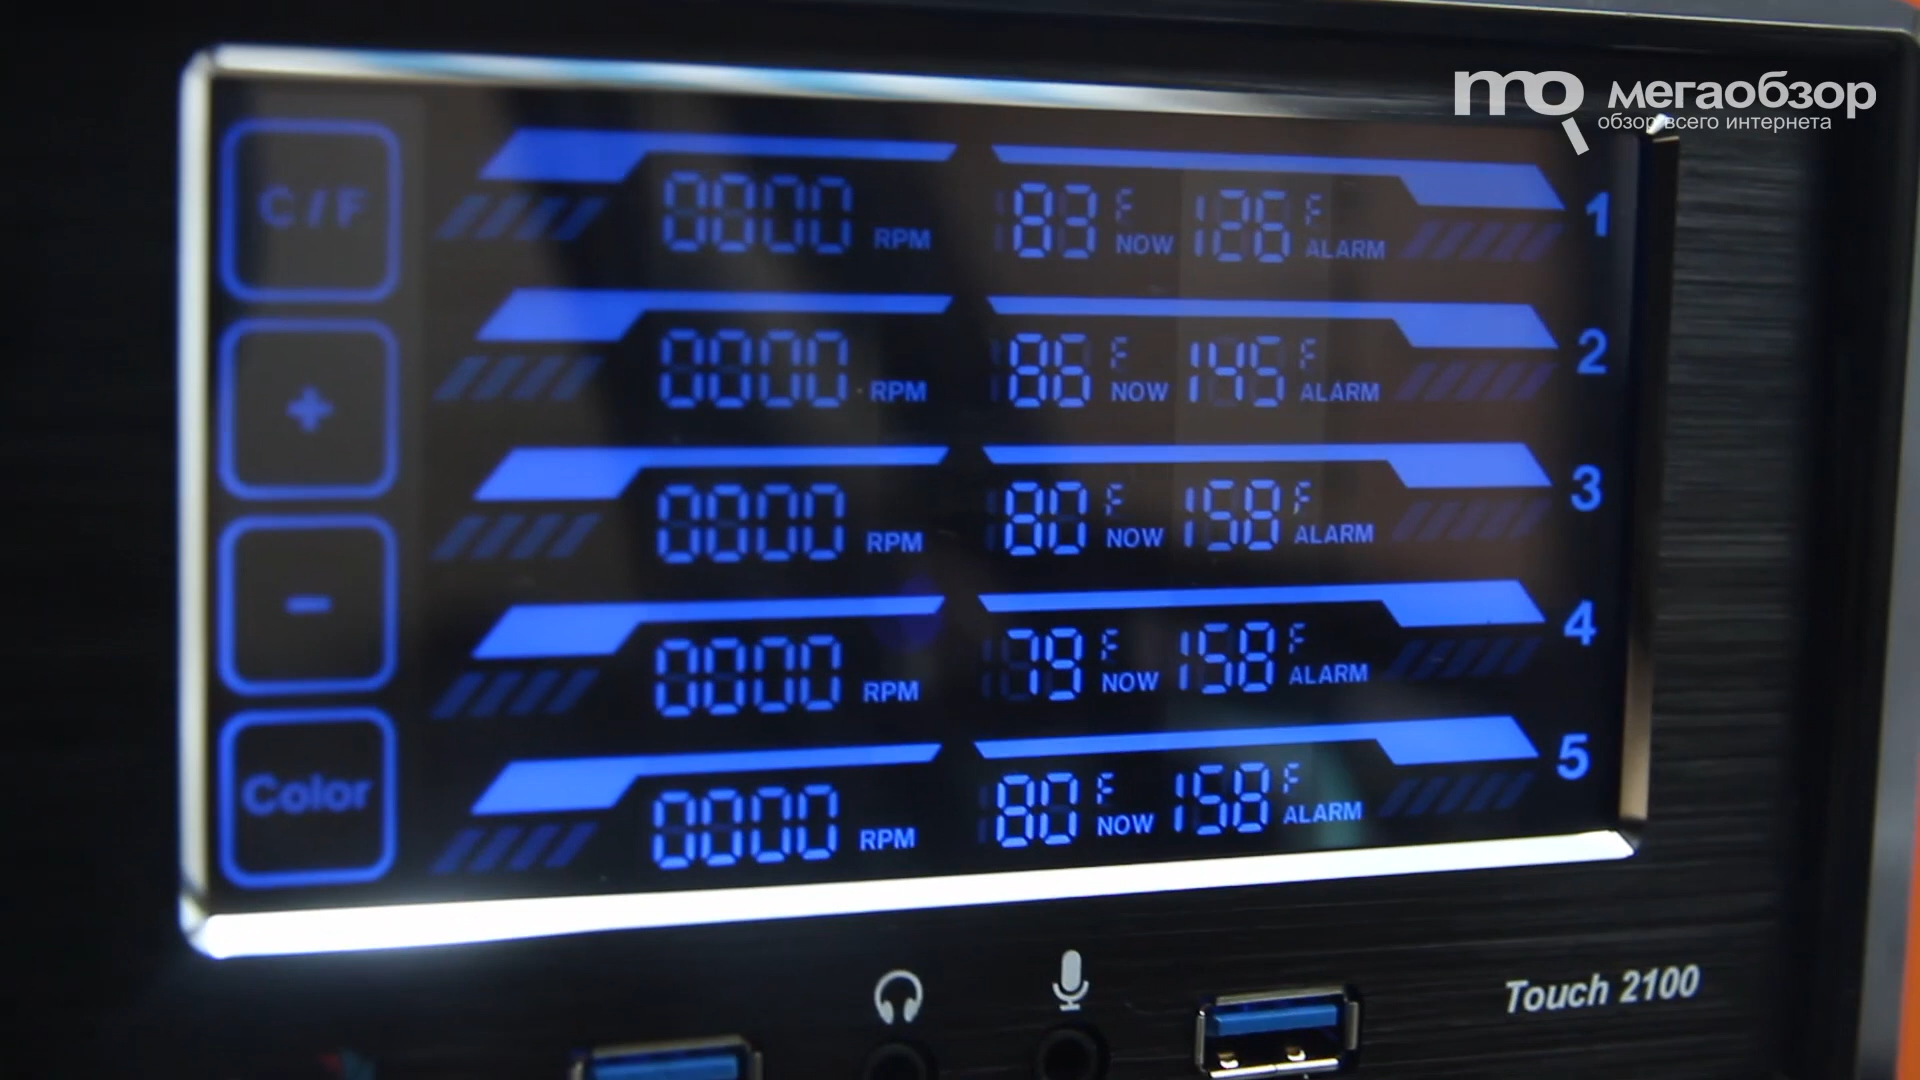 mo мегаобзор
обзор всего интернета
C/F
0000 RPM 83 F NOW 126 F ALARM 1
+
0000 RPM 86 F NOW 145 F ALARM 2
0000 RPM 80 F NOW 158 F ALARM 3
-
0000 RPM 79 F NOW 158 F ALARM 4
Color
0000 RPM 80 F NOW 158 F ALARM 5
Touch 2100